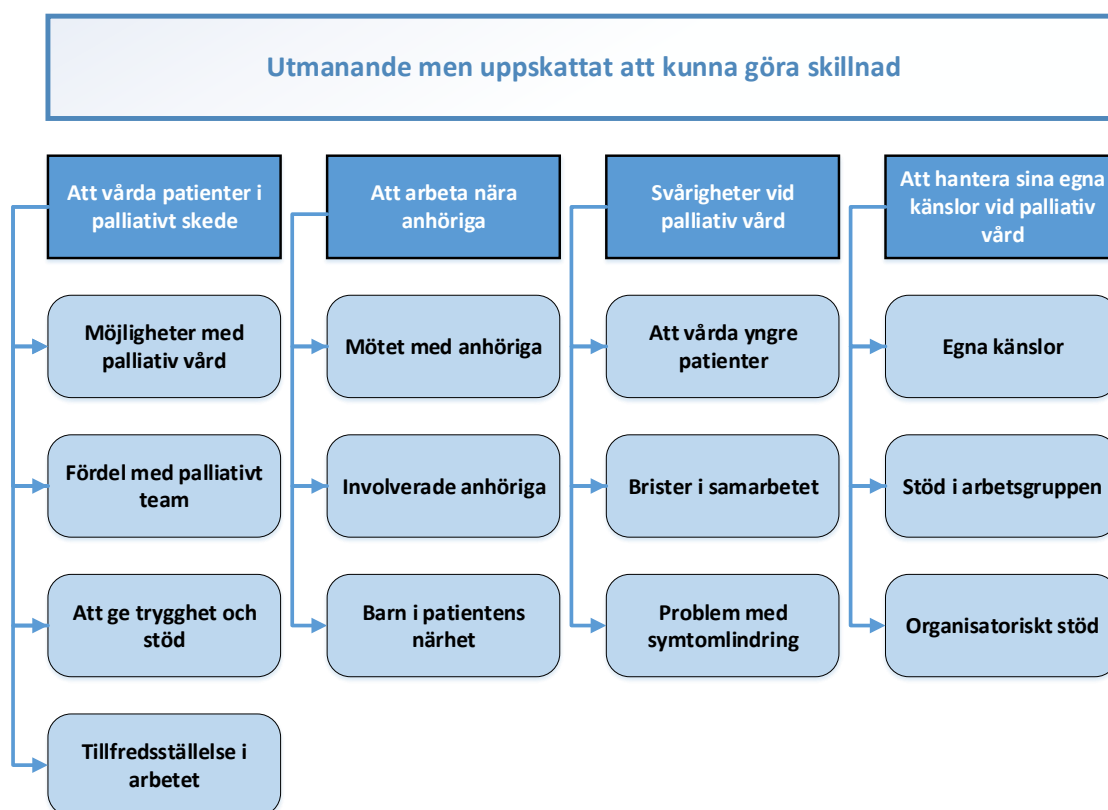 Utmanande men uppskattat att kunna göra skillnad
Att vårda patienter i
palliativt skede
Möjligheter med
palliativ vård
Fördel med palliativt
team
Att ge trygghet och
stöd
Tillfredsställelse i
arbetet
Att arbeta nära
anhöriga
Mötet med anhöriga
Involverade anhöriga
Barn i patientens
närhet
Svårigheter vid
palliativ vård
Att vårda yngre
patienter
Brister i samarbetet
Problem med
symtomlindring
Att hantera sina egna
känslor vid palliativ
vård
Egna känslor
Stöd i arbetsgruppen
Organisatoriskt stöd